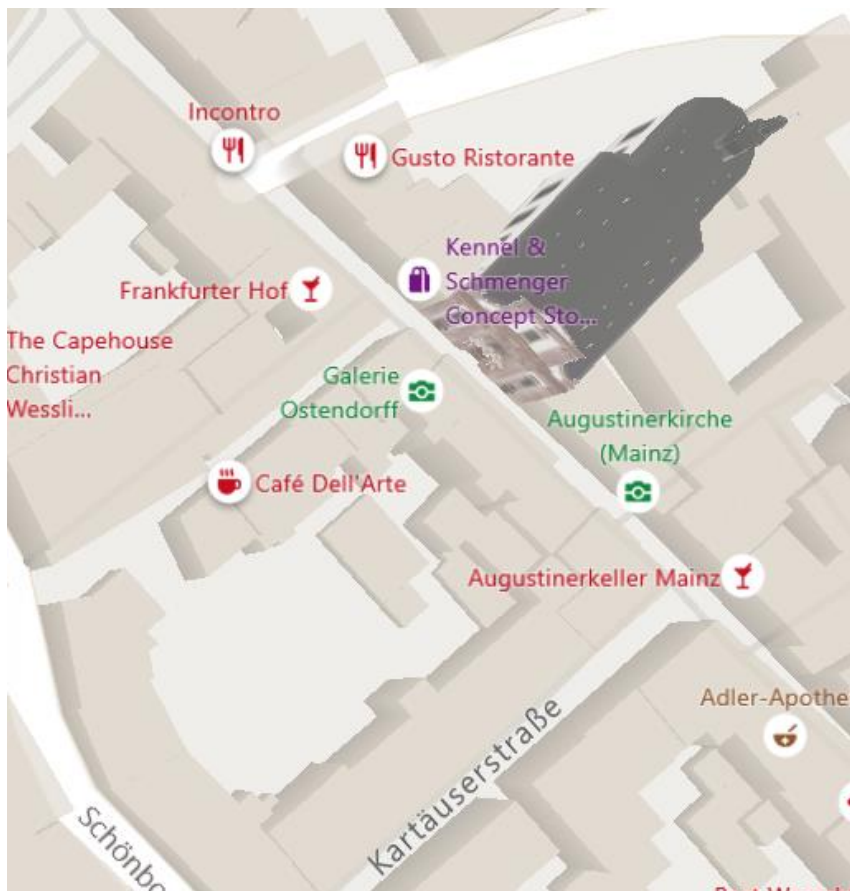 Incontro
Gusto Ristorante
Kennel &
Schmenger
Concept Sto...
Frankfurter Hof
The Capehouse
Christian
Wessli...
Galerie
Ostendorff
Augustinerkirche
(Mainz)
Café Dell'Arte
Augustinerkeller Mainz
Adler-Apothe
Kartäuserstraße
Schönbo